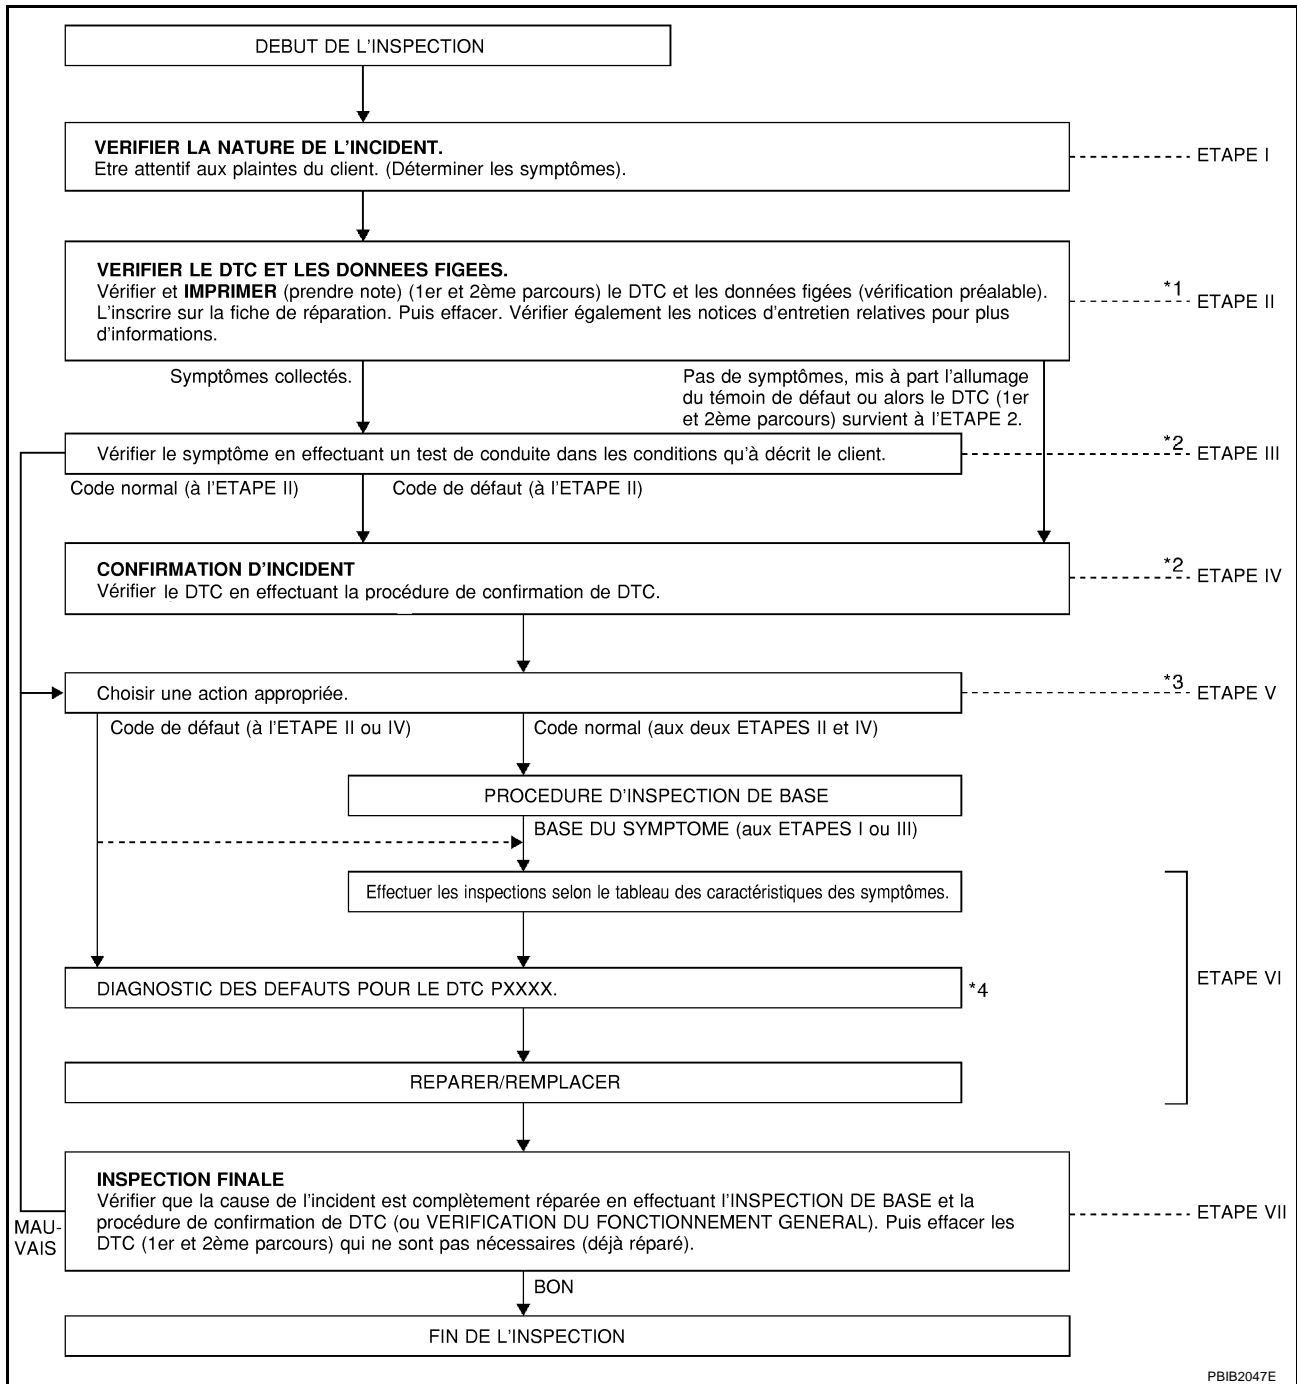 DEBUT DE L'INSPECTION
VERIFIER LA NATURE DE L'INCIDENT.
Etre attentif aux plaintes du client. (Déterminer les symptômes).
ETAPE I
VERIFIER LE DTC ET LES DONNEES FIGEES.
Vérifier et IMPRIMER (prendre note) (1er et 2ème parcours) le DTC et les données figées (vérification préalable).
L'inscrire sur la fiche de réparation. Puis effacer. Vérifier également les notices d'entretien relatives pour plus
d'informations.
*1
ETAPE II
Symptômes collectés.
Pas de symptômes, mis à part l'allumage
du témoin de défaut ou alors le DTC (1er
et 2ème parcours) survient à l'ETAPE 2.
Vérifier le symptôme en effectuant un test de conduite dans les conditions qu'à décrit le client.
*2
ETAPE III
Code normal (à l'ETAPE II)
Code de défaut (à l'ETAPE II)
CONFIRMATION D'INCIDENT
Vérifier le DTC en effectuant la procédure de confirmation de DTC.
*2
ETAPE IV
Choisir une action appropriée.
*3
ETAPE V
Code de défaut (à l'ETAPE II ou IV)
Code normal (aux deux ETAPES II et IV)
PROCEDURE D'INSPECTION DE BASE
BASE DU SYMPTOME (aux ETAPES I ou III)
Effectuer les inspections selon le tableau des caractéristiques des symptômes.
ETAPE VI
DIAGNOSTIC DES DEFAUTS POUR LE DTC PXXXX.
*4
REPARER/REMPLACER
INSPECTION FINALE
Vérifier que la cause de l'incident est complètement réparée en effectuant l'INSPECTION DE BASE et la
procédure de confirmation de DTC (ou VERIFICATION DU FONCTIONNEMENT GENERAL). Puis effacer les
DTC (1er et 2ème parcours) qui ne sont pas nécessaires (déjà réparé).
ETAPE VII
MAU-
VAIS
BON
FIN DE L'INSPECTION
PBIB2047E